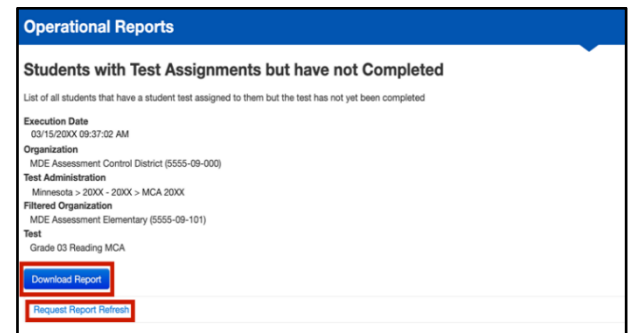 Operational Reports
Students with Test Assignments but have not Completed
List of all students that have a student test assigned to them but the test has not yet been completed
Execution Date
03/15/20XX 09:37:02 AM
Organization
MDE Assessment Control District (5555-09-000)
Test Administration
Minnesota > 20XX - 20XX > MCA 20XX
Filtered Organization
MDE Assessment Elementary (5555-09-101)
Test
Grade 03 Reading MCA
Download Report
Request Report Refresh